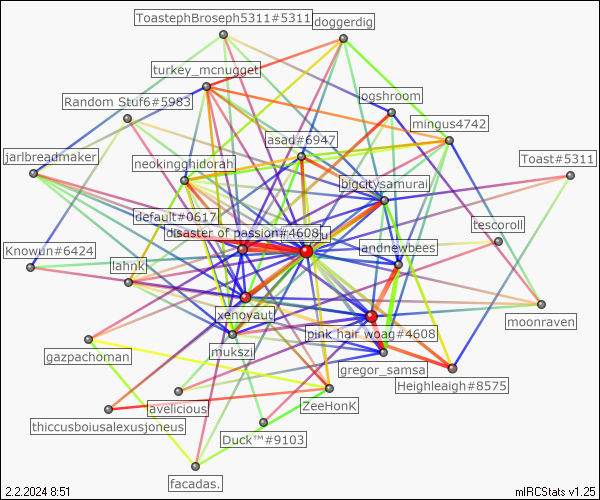 ToastephBroseph5311#5311
doggerdig
turkey_mcnugget
ogshroom
Random Stuf6#5983
mingus4742
asad#6947
jarlbreadmaker
neokingghidorah
Toast#5311
bigcitysamurai
default#0617
tescoroll
disaster of passion#4608
andnewbees
Knowun#6424
lahnk
xenoyaut
moonraven
pink hair woag#4608
mukszi
gazpachoman
gregor_samsa
Heighleaigh#8575
avelicious
ZeeHonK
thiccusboiusalexusjoneus
Duck™#9103
facadas.
2.2.2024 8:51
mIRCStats v1.25